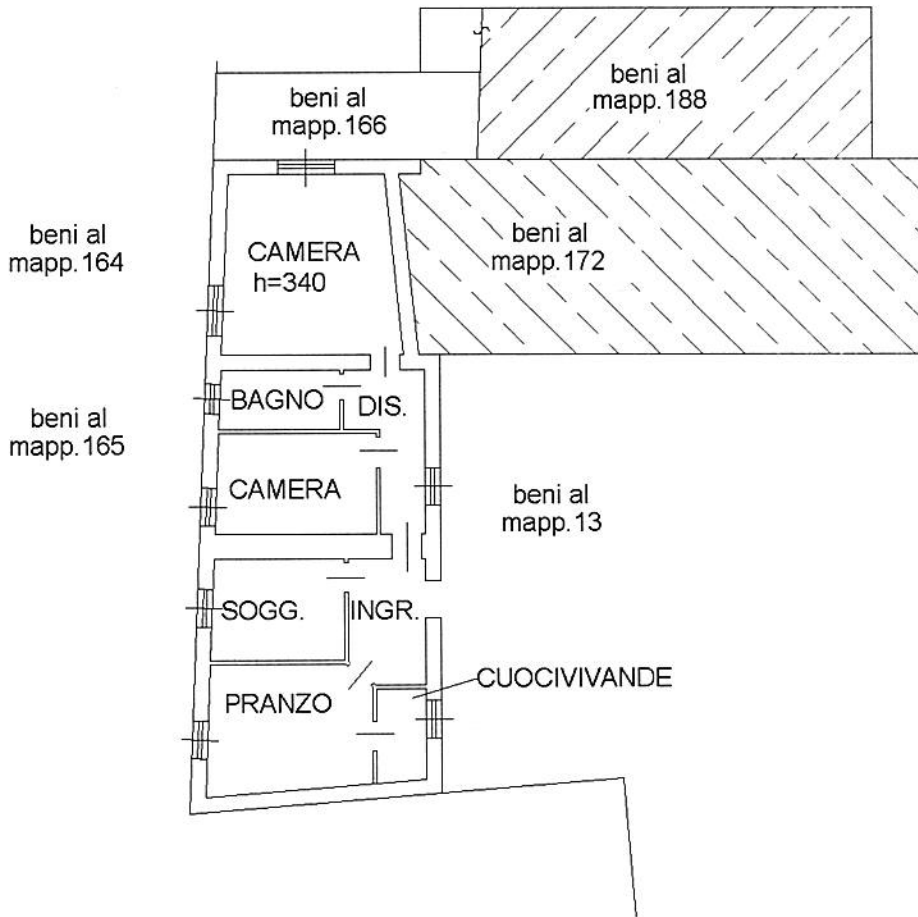 beni al
mapp.188
beni al
mapp.166
beni al
mapp.164
CAMERA
h=340
beni al
mapp.172
BAGNO
DIS.
beni al
mapp.165
CAMERA
beni al
mapp.13
SOGG.
INGR.
CUOCIVIVANDE
PRANZO